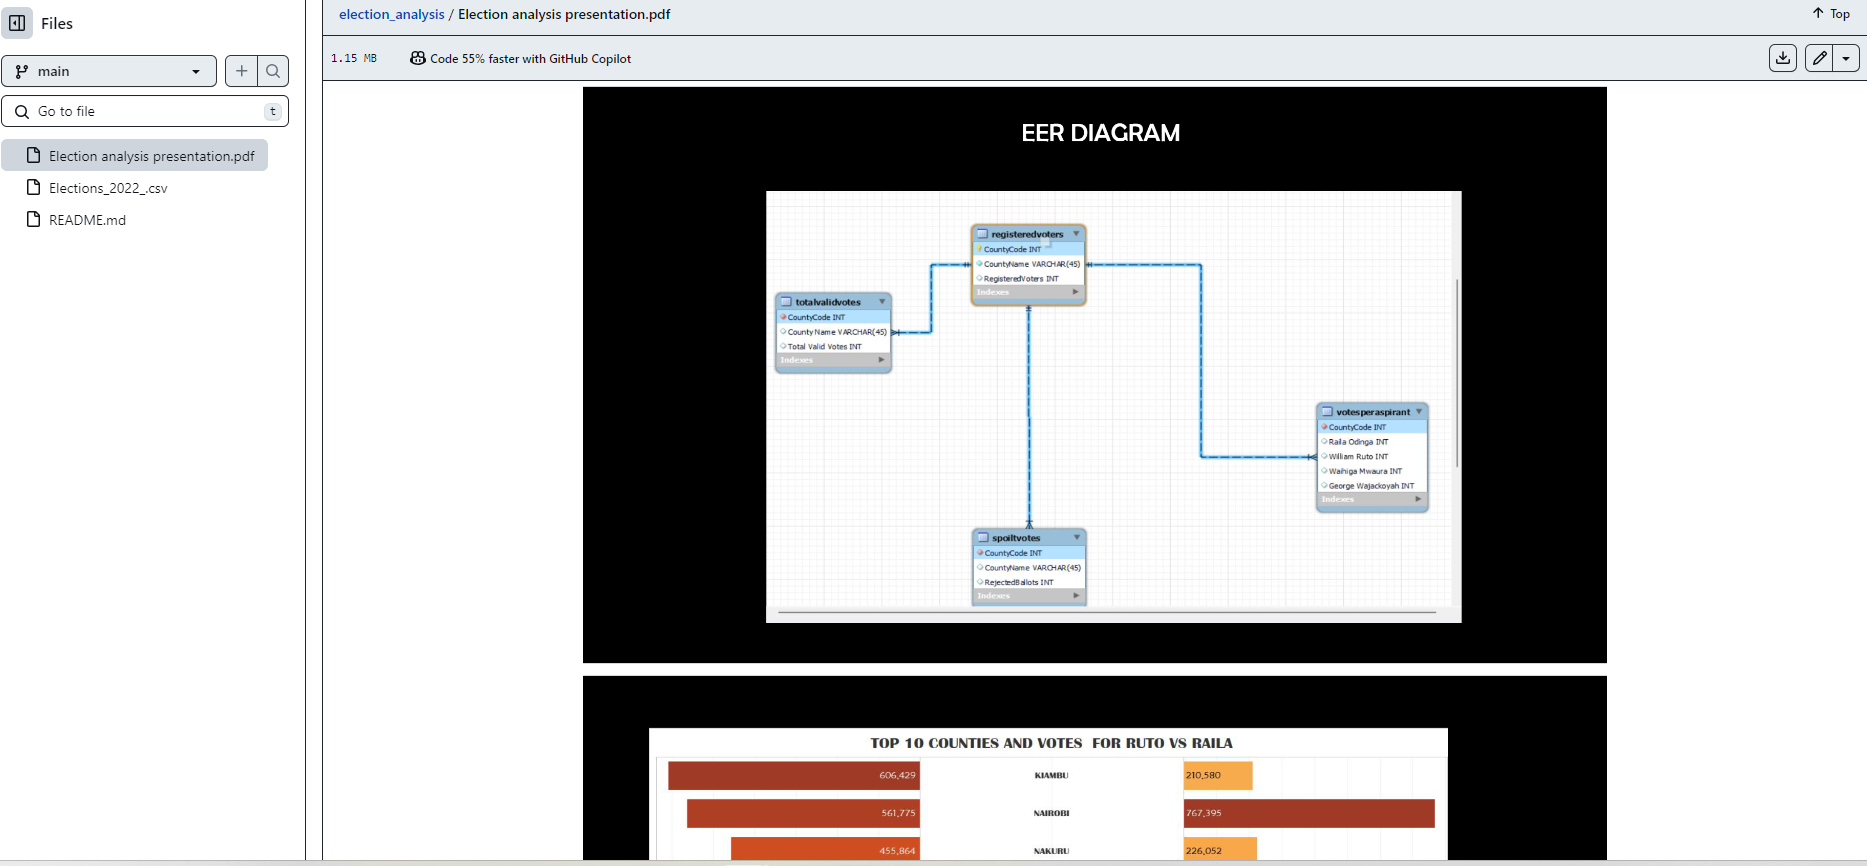 Files
main
Go to file
t
Election analysis presentation.pdf
Elections_2022_.csv
README.md
election_analysis / Election analysis presentation.pdf
Top
1.15 MB
Code 55% faster with GitHub Copilot
EER DIAGRAM
registeredvoters
CountyCode INT
CountyName VARCHAR(45)
RegisteredVoters INT
Indexes
totalvalidvotes
CountyCode INT
County Name VARCHAR(45)
Total Valid Votes INT
Indexes
votesperaspirant
CountyCode INT
Raila Odinga INT
William Ruto INT
Waihiga Mwaura INT
George Wajackoyah INT
Indexes
spoiltvotes
CountyCode INT
CountyName VARCHAR(45)
RejectedBallots INT
Indexes
TOP 10 COUNTIES AND VOTES FOR RUTO VS RAILA
606,429 KIAMBU 210,580
561,775 NAIROBI 767,395
455,864 NAKURU 226,052